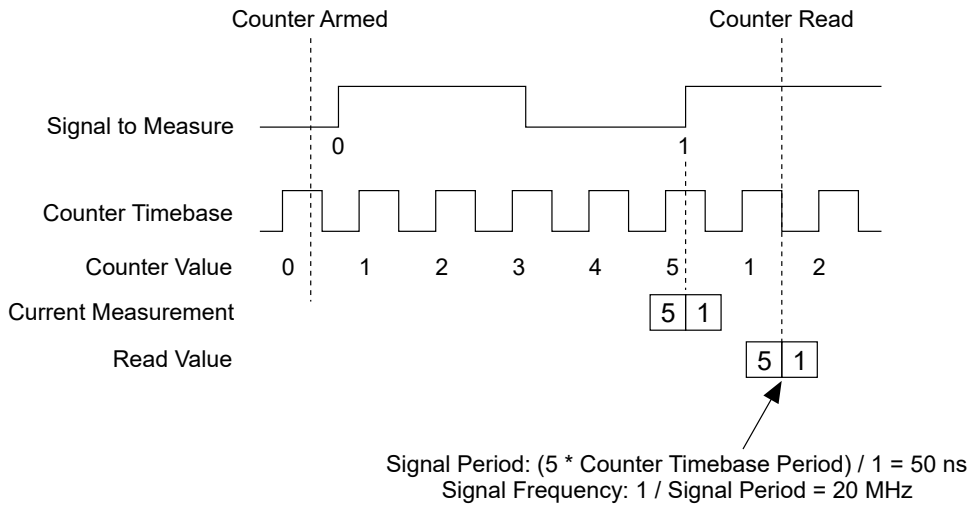 Counter Armed
Counter Read
Signal to Measure
0
1
Counter Timebase
Counter Value 0 1 2 3 4 5 1 2
Current Measurement 5 1
Read Value 5 1
Signal Period: (5 * Counter Timebase Period) / 1 = 50 ns
Signal Frequency: 1 / Signal Period = 20 MHz